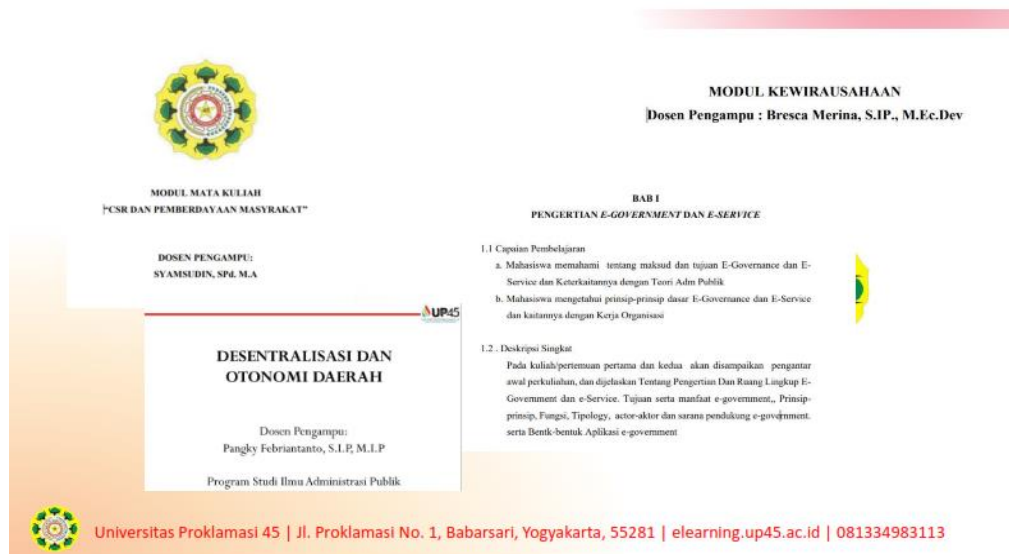 MODUL MATA KULIAH
"CSR DAN PEMBERDAYAAN MASYRAKAT"
DOSEN PENGAMPU:
SYAMSUDIN, SPd. M.A
MODUL KEWIRAUSAHAAN
Dosen Pengampu : Bresca Merina, S.IP., M.Ec.Dev
UP45
DESENTRALISASI DAN
OTONOMI DAERAH
Dosen Pengampu:
Pangky Febriantanto, S.I.P, M.I.P
Program Studi Ilmu Administrasi Publik
BAB I
PENGERTIAN E-GOVERNMENT DAN E-SERVICE
1.1 Capaian Pembelajaran
a. Mahasiswa memahami tentang maksud dan tujuan E-Governance dan E-
Service dan Keterkaitannya dengan Teori Adm Publik
b. Mahasiswa mengetahui prinsip-prinsip dasar E-Governance dan E-Service
dan kaitannya dengan Kerja Organisasi
1.2 . Deskripsi Singkat
Pada kuliah/pertemuan pertama dan kedua akan disampaikan pengantar
awal perkuliahan, dan dijelaskan Tentang Pengertian Dan Ruang Lingkup E-
Government dan e-Service. Tujuan serta manfaat e-government,, Prinsip-
prinsip, Fungsi, Tipology, actor-aktor dan sarana pendukung e-government.
serta Bentk-bentuk Aplikasi e-government
Universitas Proklamasi 45 | Jl. Proklamasi No. 1, Babarsari, Yogyakarta, 55281 | elearning.up45.ac.id | 081334983113